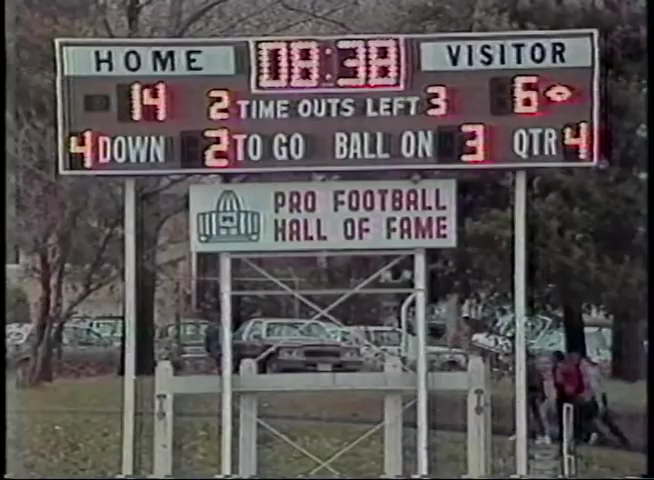 HOME 08:38 VISITOR
14 2 TIME OUTS LEFT 3 6
4 DOWN 2 TO GO BALL ON 3 QTR 4
PRO FOOTBALL
HALL OF FAME